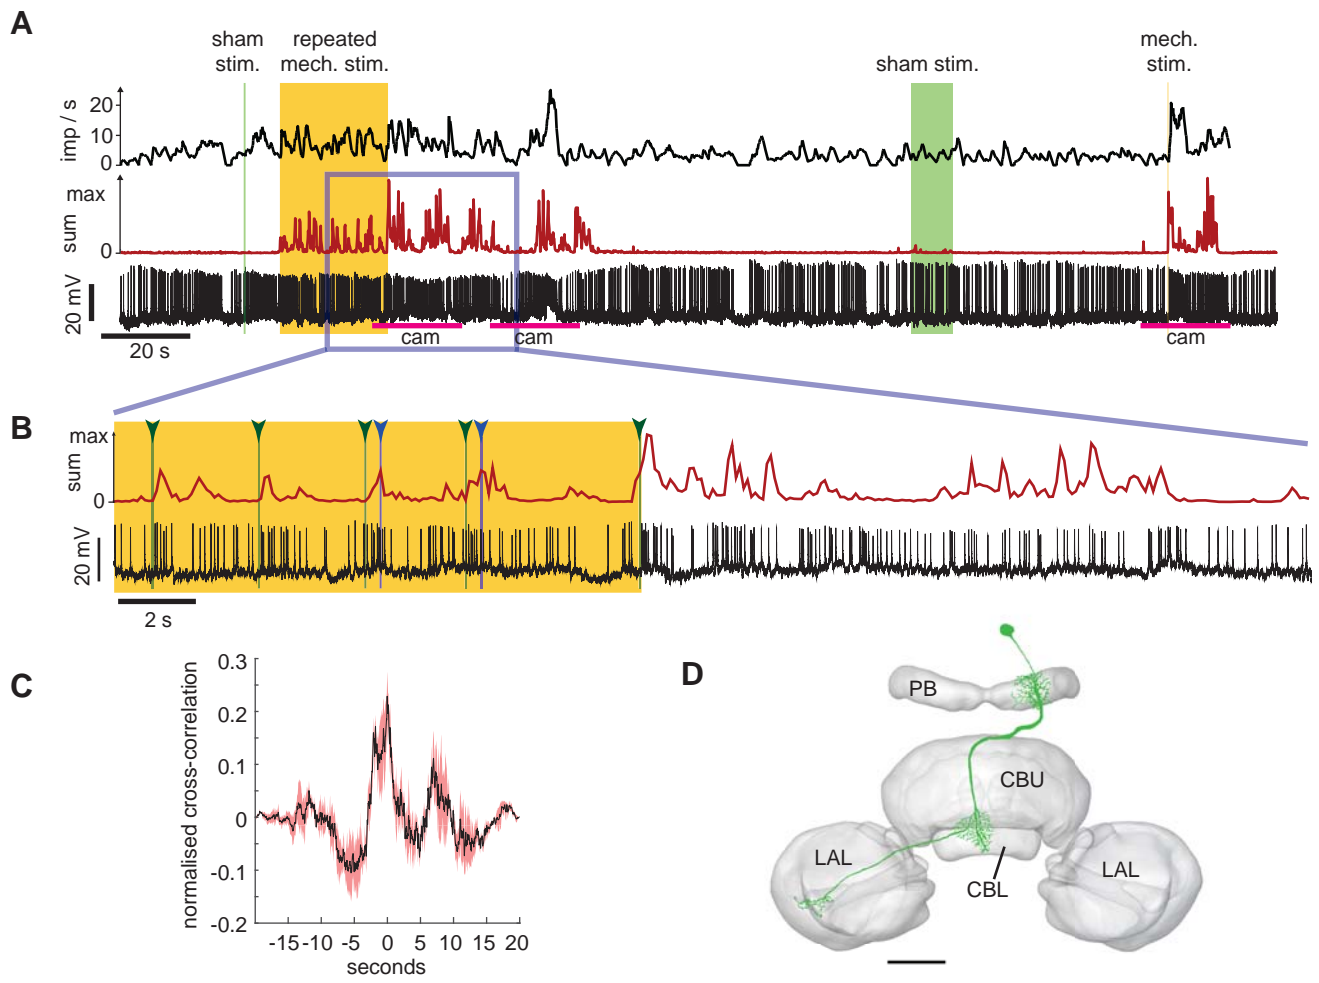 A
sham
stim.
repeated
mech. stim.
sham stim.
mech.
stim.
imp / s
20
10
0
sum
max
0
20 mV
20 s
cam
cam
cam
B
sum
max
0
20 mV
2 s
C
normalised cross-correlation
0.3
0.2
0.1
0
-0.1
-0.2
-15 -10 -5 0 5 10 15 20
seconds
D
PB
CBU
LAL
CBL
LAL